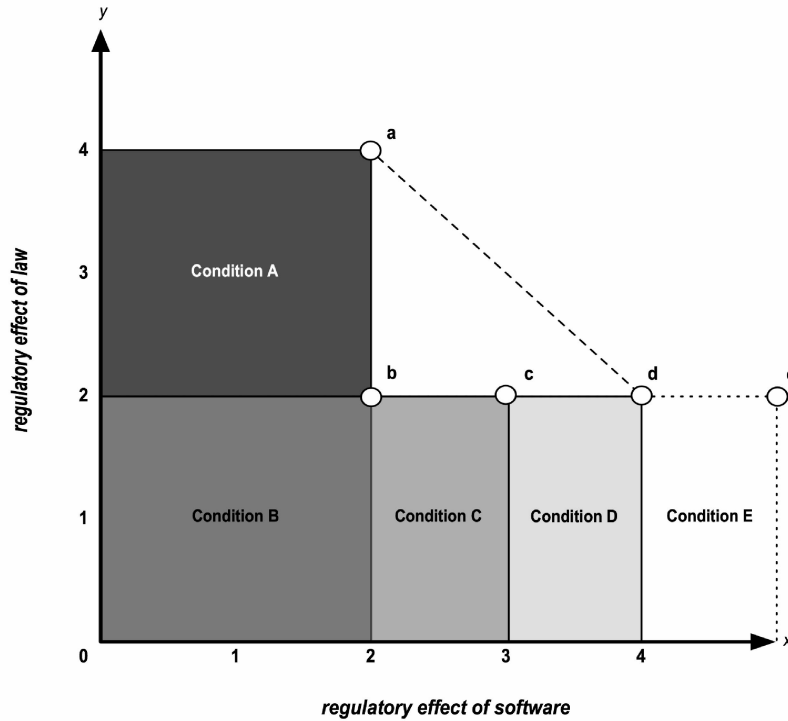 y
4
a
3
Condition A
regulatory effect of law
2
b
c
d
1
Condition B
Condition C
Condition D
Condition E
0
1
2
3
4
x
regulatory effect of software